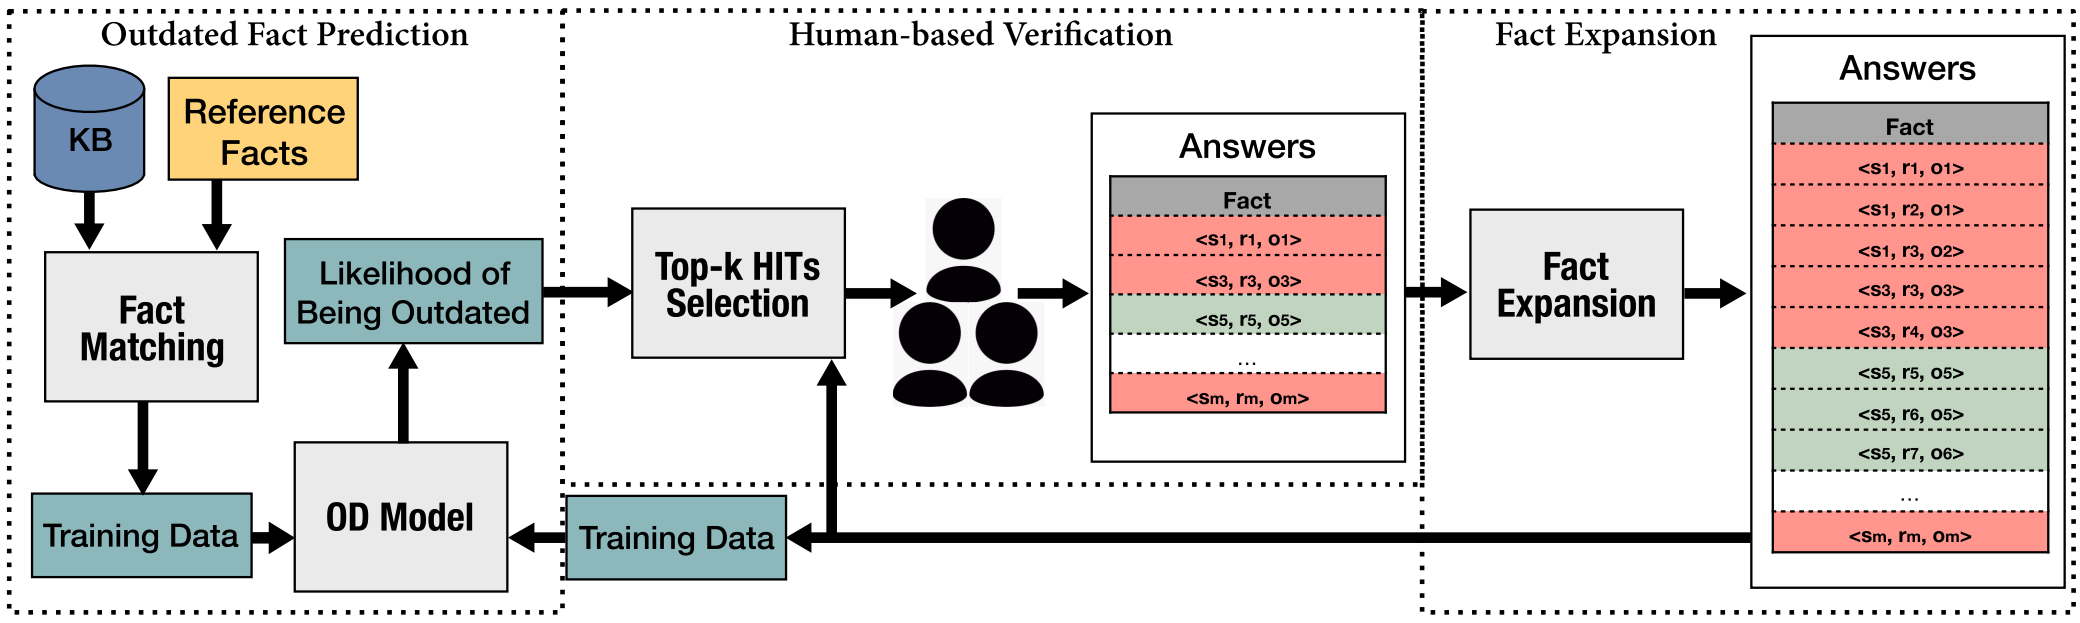 Outdated Fact Prediction
KB
Reference
Facts
Fact
Matching
Training Data
Likelihood of
Being Outdated
OD Model
Human-based Verification
Top-k HITs
Selection
Answers
Fact
<s1, r1, o1>
<s3, r3, o3>
<s5, r5, o5>
...
<sm, rm, om>
Training Data
Fact Expansion
Fact
Expansion
Answers
Fact
<s1, r1, o1>
<s1, r2, o1>
<s1, r3, o2>
<s3, r3, o3>
<s3, r4, o3>
<s5, r5, o5>
<s5, r6, o5>
<s5, r7, o6>
...
<sm, rm, om>